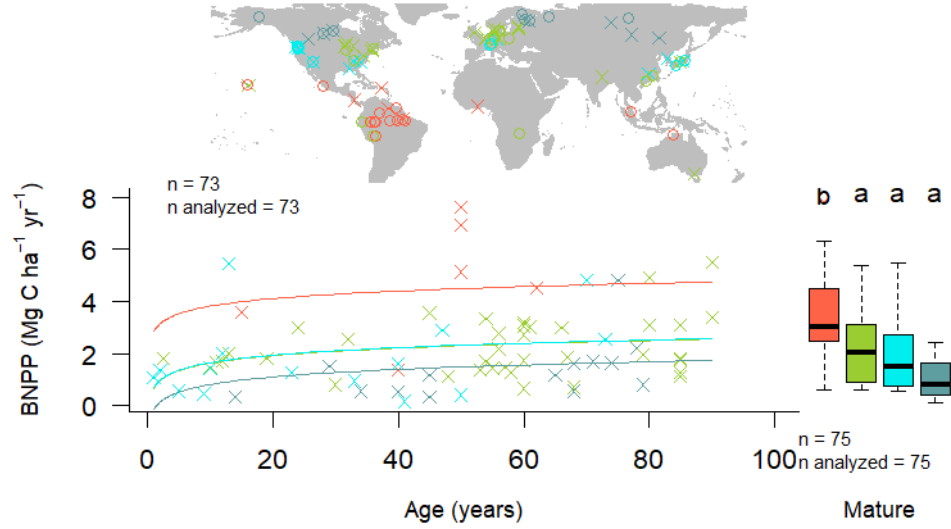 n = 73
n analyzed = 73
BNPP (Mg C ha⁻¹ yr⁻¹)
8
6
4
2
0
0 20 40 60 80 100
Age (years)
b a a a
n = 75
n analyzed = 75
Mature